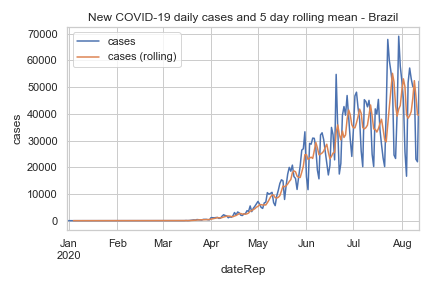 New COVID-19 daily cases and 5 day rolling mean - Brazil
cases
cases (rolling)
70000
60000
50000
40000
30000
20000
10000
0
cases
Jan Feb Mar Apr May Jun Jul Aug
2020
dateRep